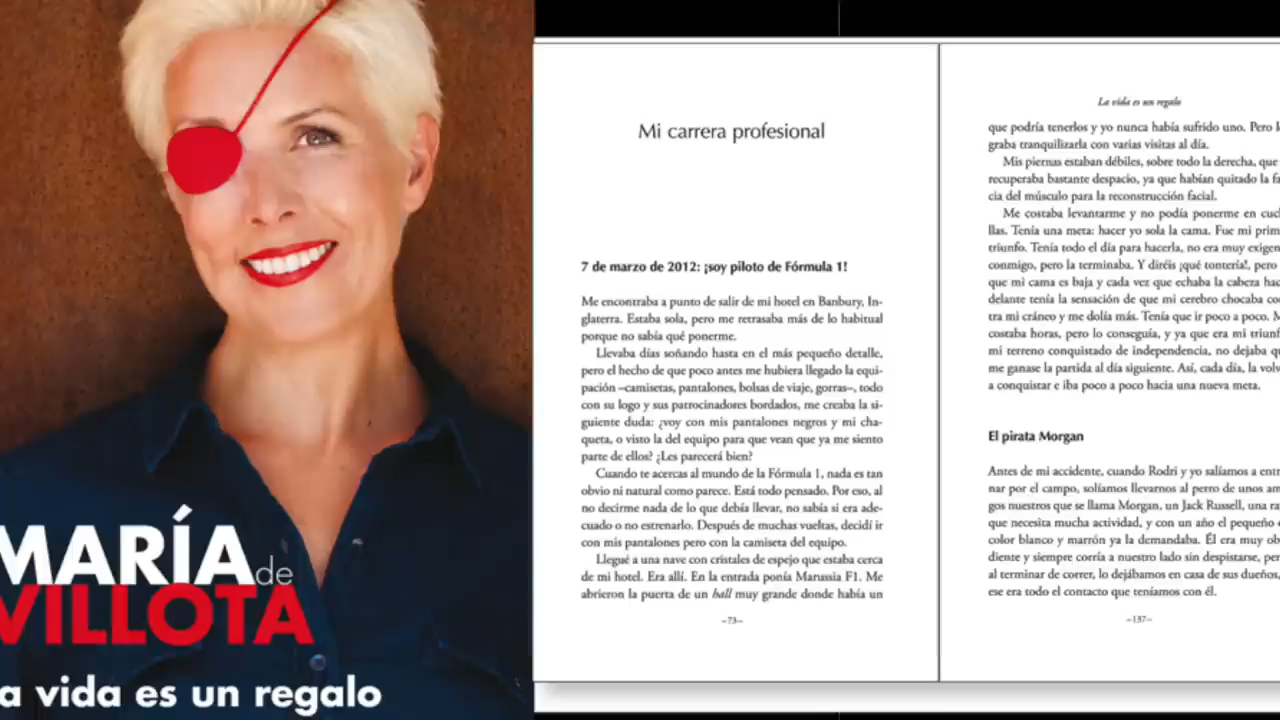 MARÍA de
VILLOTA
a vida es un regalo
Mi carrera profesional
7 de marzo de 2012: ¡soy piloto de Fórmula 1!
Me encontraba a punto de salir de mi hotel en Banbury, In-
glaterra. Estaba sola, pero me retrasaba más de lo habitual
porque no sabía qué ponerme.
Llevaba días soñando hasta en el más pequeño detalle,
pero el hecho de que poco antes me hubiera llegado la equi-
pación –camisetas, pantalones, bolsas de viaje, gorras–, todo
con su logo y sus patrocinadores bordados, me creaba la si-
guiente duda: ¿voy con mis pantalones negros y mi cha-
queta, o visto la del equipo para que vean que ya me siento
parte de ellos? ¿Les parecerá bien?
Cuando te acercas al mundo de la Fórmula 1, nada es tan
obvio ni natural como parece. Está todo pensado. Por eso, al
no decirme nada de lo que debía llevar, no sabía si era ade-
cuado o no estrenarlo. Después de muchas vueltas, decidí ir
con mis pantalones pero con la camiseta del equipo.
Llegué a una nave con cristales de espejo que estaba cerca
de mi hotel. Era allí. En la entrada ponía Marussia F1. Me
abrieron la puerta de un hall muy grande donde había un
–73–
La vida es un regalo
que podría tenerlos y yo nunca había sufrido uno. Pero l
graba tranquilizarla con varias visitas al día.
Mis piernas estaban débiles, sobre todo la derecha, que
recuperaba bastante despacio, ya que habían quitado la fa
cia del músculo para la reconstrucción facial.
Me costaba levantarme y no podía ponerme en cucl
llas. Tenía una meta: hacer yo sola la cama. Fue mi prim
triunfo. Tenía todo el día para hacerla, no era muy exigen
conmigo, pero la terminaba. Y diréis ¡qué tontería!, pero
que mi cama es baja y cada vez que echaba la cabeza hac
delante tenía la sensación de que mi cerebro chocaba co
tra mi cráneo y me dolía más. Tenía que ir poco a poco. M
costaba horas, pero lo conseguía, y ya que era mi triunf
mi terreno conquistado de independencia, no dejaba qu
me ganase la partida al día siguiente. Así, cada día, la volv
a conquistar e iba poco a poco hacia una nueva meta.
El pirata Morgan
Antes de mi accidente, cuando Rodri y yo salíamos a entr
nar por el campo, solíamos llevarnos al perro de unos am
gos nuestros que se llama Morgan, un Jack Russell, una ra
que necesita mucha actividad, y con un año el pequeño
color blanco y marrón ya la demandaba. Él era muy ob
diente y siempre corría a nuestro lado sin despistarse, per
al terminar de correr, lo dejábamos en casa de sus dueños,
ese era todo el contacto que teníamos con él.
–137–